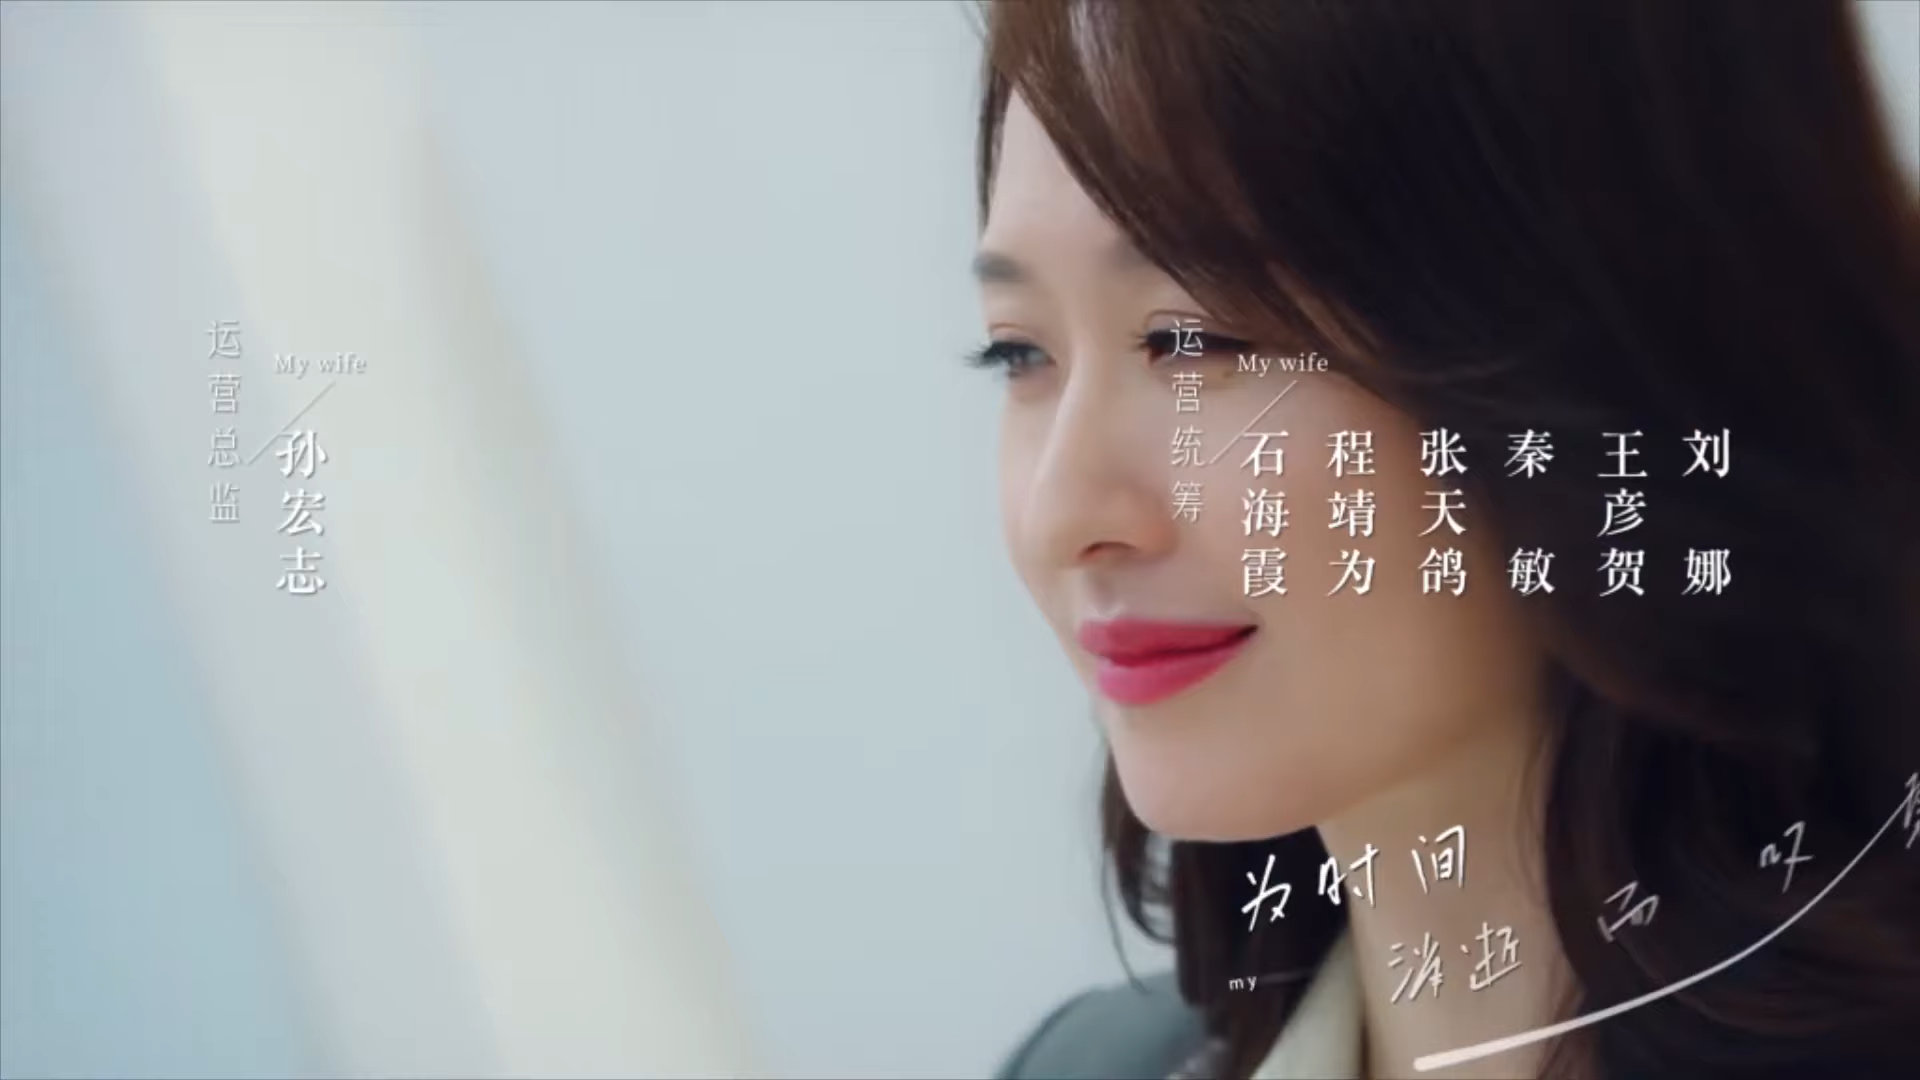 运营总监
My wife
孙宏志
运营统筹
My wife
石海霞
程靖为
张天鸽
秦敏
王彦贺
刘娜
为时间
消逝
而叹
my